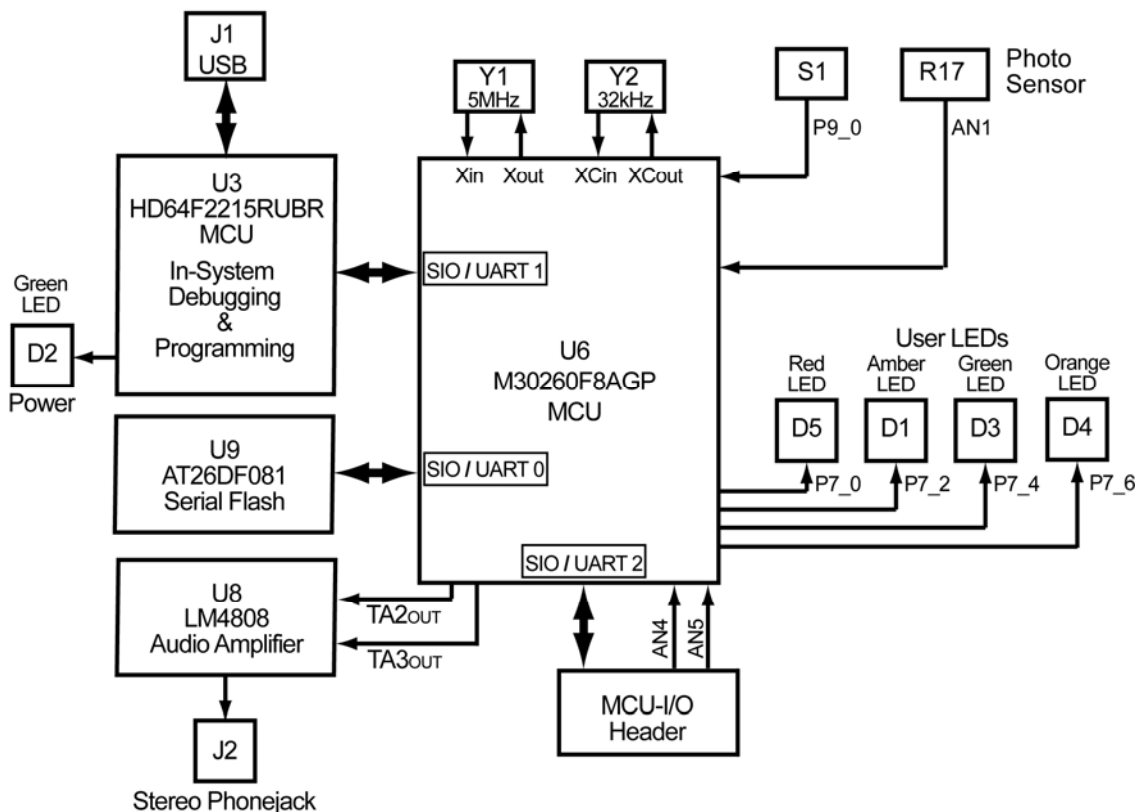 J1
USB
Y1
5MHz
Y2
32kHz
S1
R17
Photo
Sensor
P9_0
AN1
U3
HD64F2215RUBR
MCU
In-System
Debugging
&
Programming
Xin
Xout
XCin
XCout
SIO / UART 1
Green
LED
D2
Power
U6
M30260F8AGP
MCU
User LEDs
Red
LED
Amber
LED
Green
LED
Orange
LED
D5
D1
D3
D4
P7_0
P7_2
P7_4
P7_6
U9
AT26DF081
Serial Flash
SIO / UART 0
SIO / UART 2
U8
LM4808
Audio Amplifier
TA2OUT
TA3OUT
AN4
AN5
MCU-I/O
Header
J2
Stereo Phonejack